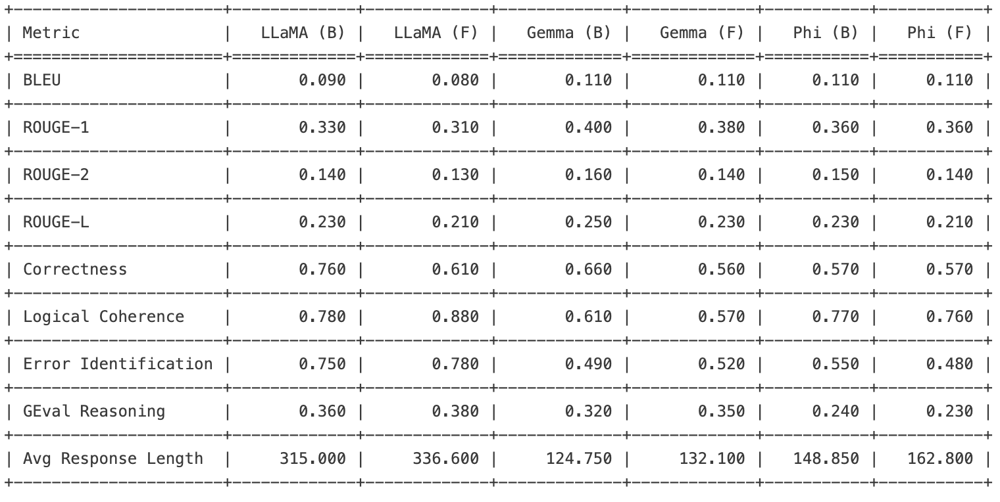 | Metric | LLaMA (B) | LLaMA (F) | Gemma (B) | Gemma (F) | Phi (B) | Phi (F) |
| BLEU | 0.090 | 0.080 | 0.110 | 0.110 | 0.110 | 0.110 |
| ROUGE-1 | 0.330 | 0.310 | 0.400 | 0.380 | 0.360 | 0.360 |
| ROUGE-2 | 0.140 | 0.130 | 0.160 | 0.140 | 0.150 | 0.140 |
| ROUGE-L | 0.230 | 0.210 | 0.250 | 0.230 | 0.230 | 0.210 |
| Correctness | 0.760 | 0.610 | 0.660 | 0.560 | 0.570 | 0.570 |
| Logical Coherence | 0.780 | 0.880 | 0.610 | 0.570 | 0.770 | 0.760 |
| Error Identification | 0.750 | 0.780 | 0.490 | 0.520 | 0.550 | 0.480 |
| GEval Reasoning | 0.360 | 0.380 | 0.320 | 0.350 | 0.240 | 0.230 |
| Avg Response Length | 315.000 | 336.600 | 124.750 | 132.100 | 148.850 | 162.800 |